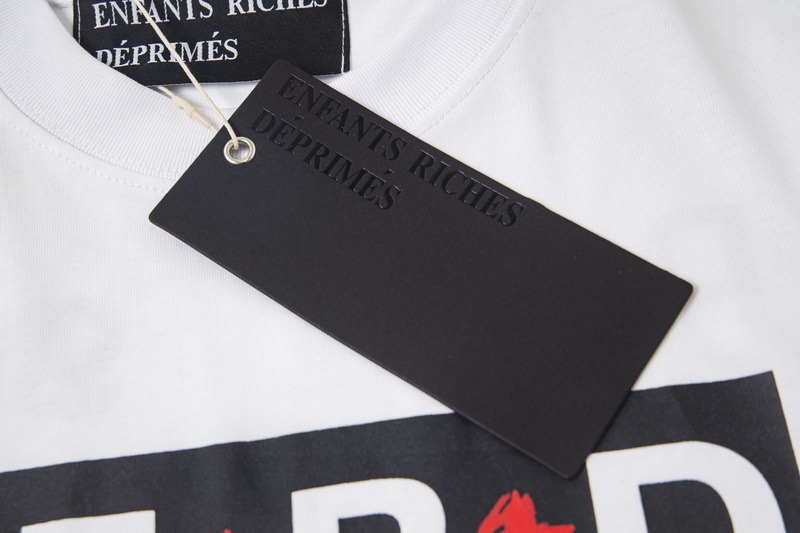 ENFANTS RICHES
DÉPRIMÉS
ENFANTS RICHES
DÉPRIMÉS
E R D